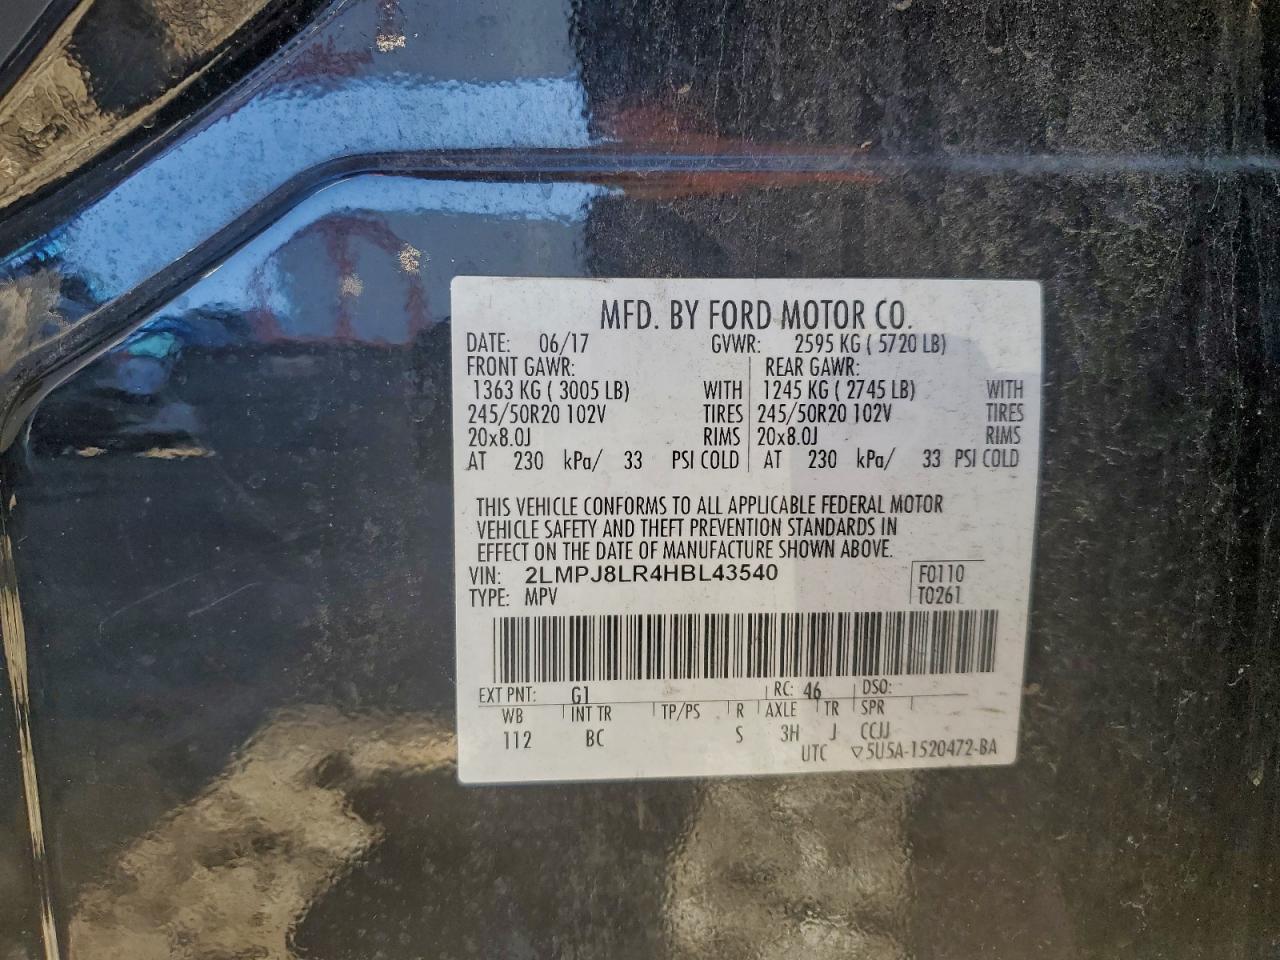 MFD. BY FORD MOTOR CO.
DATE: 06/17 GVWR: 2595 KG ( 5720 LB)
FRONT GAWR: REAR GAWR:
1363 KG ( 3005 LB) WITH 1245 KG ( 2745 LB) WITH
245/50R20 102V TIRES 245/50R20 102V TIRES
20x8.0J RIMS 20x8.0J RIMS
AT 230 kPa/ 33 PSI COLD AT 230 kPa/ 33 PSI COLD
THIS VEHICLE CONFORMS TO ALL APPLICABLE FEDERAL MOTOR
VEHICLE SAFETY AND THEFT PREVENTION STANDARDS IN
EFFECT ON THE DATE OF MANUFACTURE SHOWN ABOVE.
VIN: 2LMPJ8LR4HBL43540 F0110
TYPE: MPV T0261
EXT PNT: G1 RC: 46 DSO:
WB INT TR TP/PS R AXLE TR SPR
112 BC S 3H J CCJJ
UTC ▽5U5A-1520472-BA